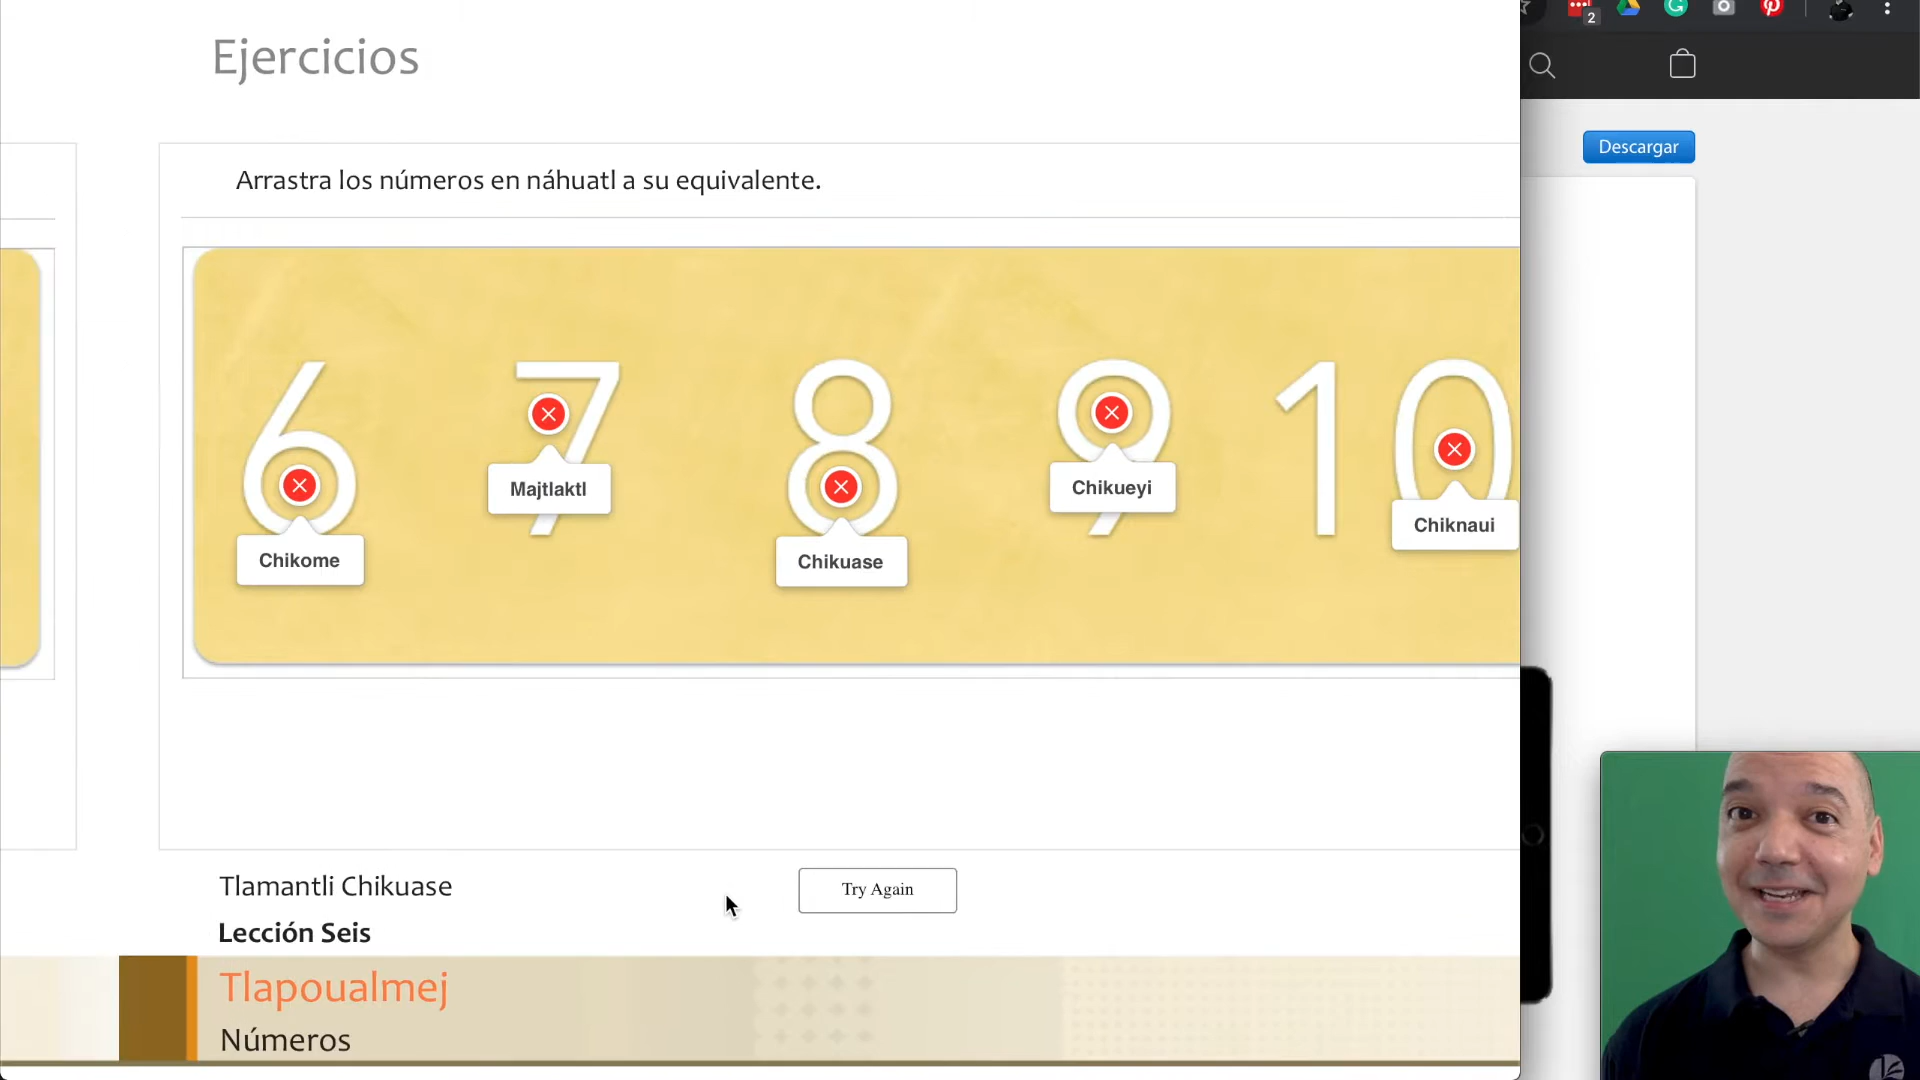 2
Ejercicios
Descargar
Arrastra los números en náhuatl a su equivalente.
6 7 8 9 10
Majtlaktl
Chikueyi
Chiknaui
Chikome
Chikuase
Tlamantli Chikuase
Try Again
Lección Seis
Tlapoualmej
Números